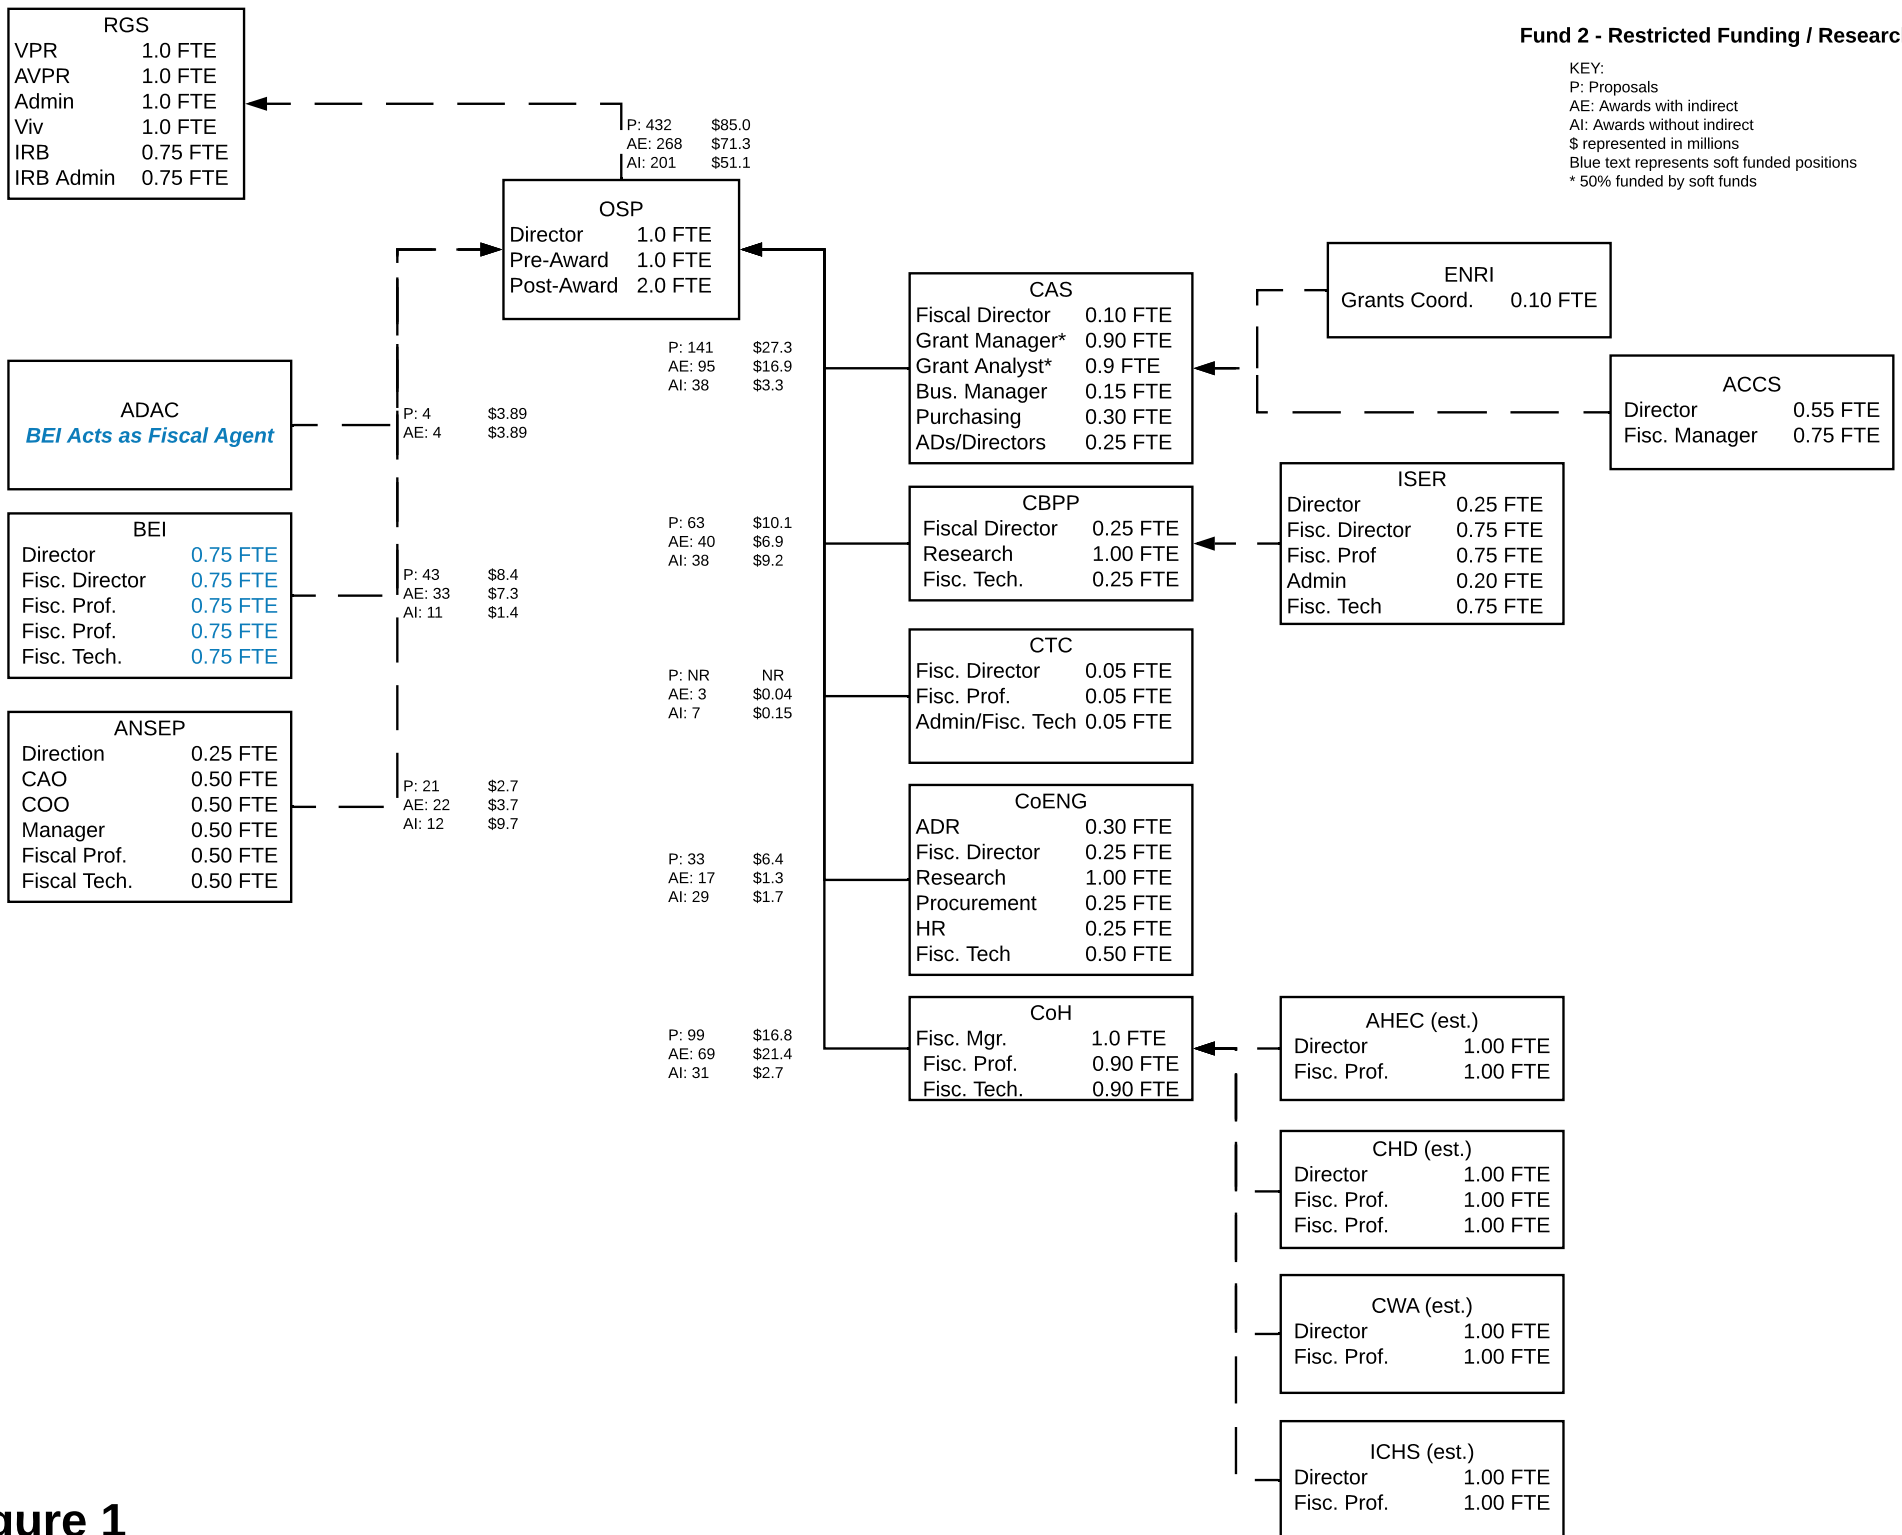 RGS
VPR 1.0 FTE
AVPR 1.0 FTE
Admin 1.0 FTE
Viv 1.0 FTE
IRB 0.75 FTE
IRB Admin 0.75 FTE
Fund 2 - Restricted Funding / Researc
KEY:
P: Proposals
AE: Awards with indirect
AI: Awards without indirect
$ represented in millions
Blue text represents soft funded positions
* 50% funded by soft funds
P: 432 $85.0
AE: 268 $71.3
AI: 201 $51.1
OSP
Director 1.0 FTE
Pre-Award 1.0 FTE
Post-Award 2.0 FTE
ADAC
BEI Acts as Fiscal Agent
P: 4 $3.89
AE: 4 $3.89
BEI
Director 0.75 FTE
Fisc. Director 0.75 FTE
Fisc. Prof. 0.75 FTE
Fisc. Prof. 0.75 FTE
Fisc. Tech. 0.75 FTE
P: 43 $8.4
AE: 33 $7.3
AI: 11 $1.4
ANSEP
Direction 0.25 FTE
CAO 0.50 FTE
COO 0.50 FTE
Manager 0.50 FTE
Fiscal Prof. 0.50 FTE
Fiscal Tech. 0.50 FTE
P: 21 $2.7
AE: 22 $3.7
AI: 12 $9.7
P: 141 $27.3
AE: 95 $16.9
AI: 38 $3.3
CAS
Fiscal Director 0.10 FTE
Grant Manager* 0.90 FTE
Grant Analyst* 0.9 FTE
Bus. Manager 0.15 FTE
Purchasing 0.30 FTE
ADs/Directors 0.25 FTE
ENRI
Grants Coord. 0.10 FTE
ACCS
Director 0.55 FTE
Fisc. Manager 0.75 FTE
P: 63 $10.1
AE: 40 $6.9
AI: 38 $9.2
CBPP
Fiscal Director 0.25 FTE
Research 1.00 FTE
Fisc. Tech. 0.25 FTE
ISER
Director 0.25 FTE
Fisc. Director 0.75 FTE
Fisc. Prof 0.75 FTE
Admin 0.20 FTE
Fisc. Tech 0.75 FTE
P: NR NR
AE: 3 $0.04
AI: 7 $0.15
CTC
Fisc. Director 0.05 FTE
Fisc. Prof. 0.05 FTE
Admin/Fisc. Tech 0.05 FTE
P: 33 $6.4
AE: 17 $1.3
AI: 29 $1.7
CoENG
ADR 0.30 FTE
Fisc. Director 0.25 FTE
Research 1.00 FTE
Procurement 0.25 FTE
HR 0.25 FTE
Fisc. Tech 0.50 FTE
P: 99 $16.8
AE: 69 $21.4
AI: 31 $2.7
CoH
Fisc. Mgr. 1.0 FTE
Fisc. Prof. 0.90 FTE
Fisc. Tech. 0.90 FTE
AHEC (est.)
Director 1.00 FTE
Fisc. Prof. 1.00 FTE
CHD (est.)
Director 1.00 FTE
Fisc. Prof. 1.00 FTE
Fisc. Prof. 1.00 FTE
CWA (est.)
Director 1.00 FTE
Fisc. Prof. 1.00 FTE
ICHS (est.)
Director 1.00 FTE
Fisc. Prof. 1.00 FTE
gure 1